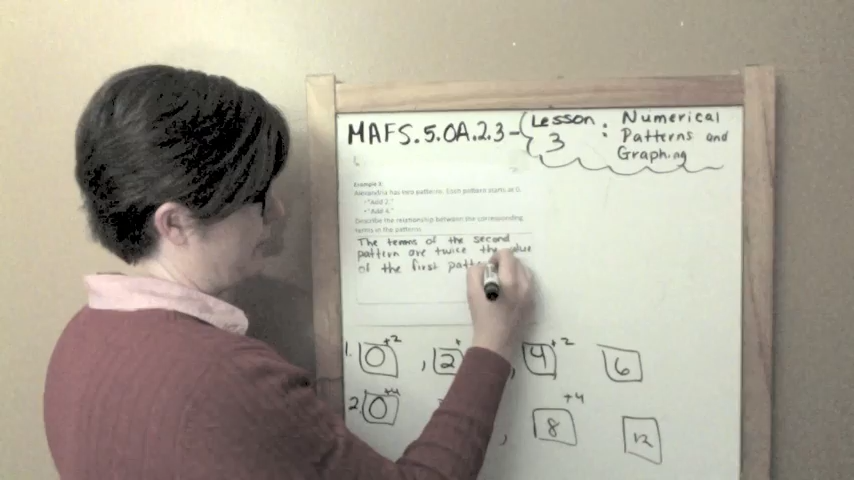 MAFS.5.OA.2.3- Lesson 3 : Numerical
Patterns and
Graphing
Example 1:
Alexandria has two patterns. Each pattern starts at 0.
•"Add 2."
•"Add 4."
Describe the relationship between the corresponding
terms in the patterns.
The terms of the second
pattern are twice the value
of the first
1. 0 +2 , 2 + , 4 +2 6
2. 0 +4 , 8 +4 12